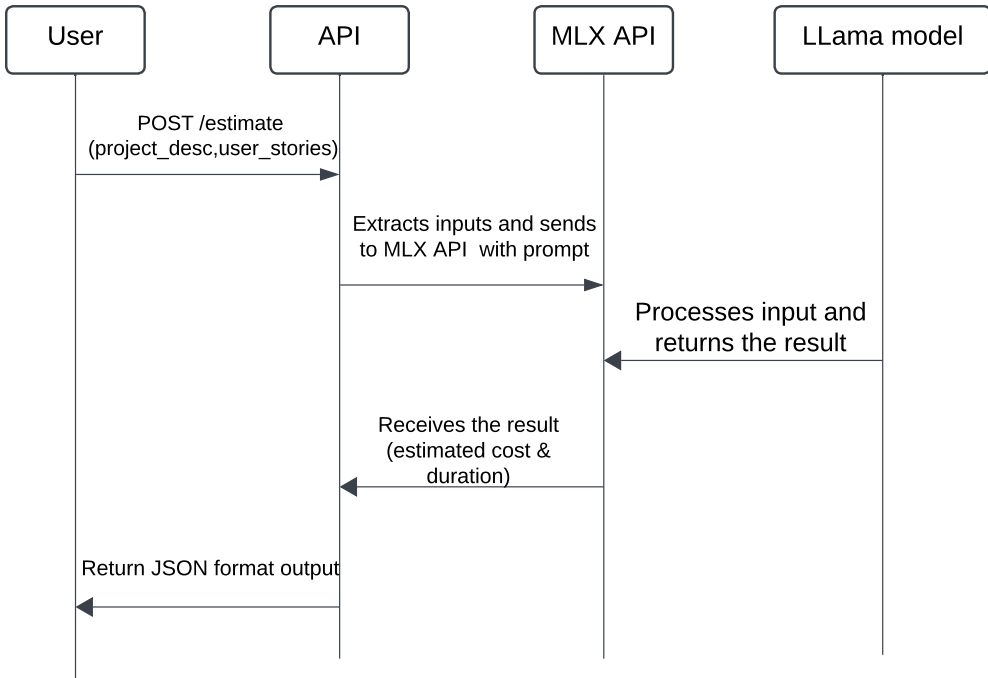 User
API
MLX API
LLama model
POST /estimate
(project_desc,user_stories)
Extracts inputs and sends
to MLX API  with prompt
Processes input and
returns the result
Receives the result
(estimated cost &
duration)
Return JSON format output